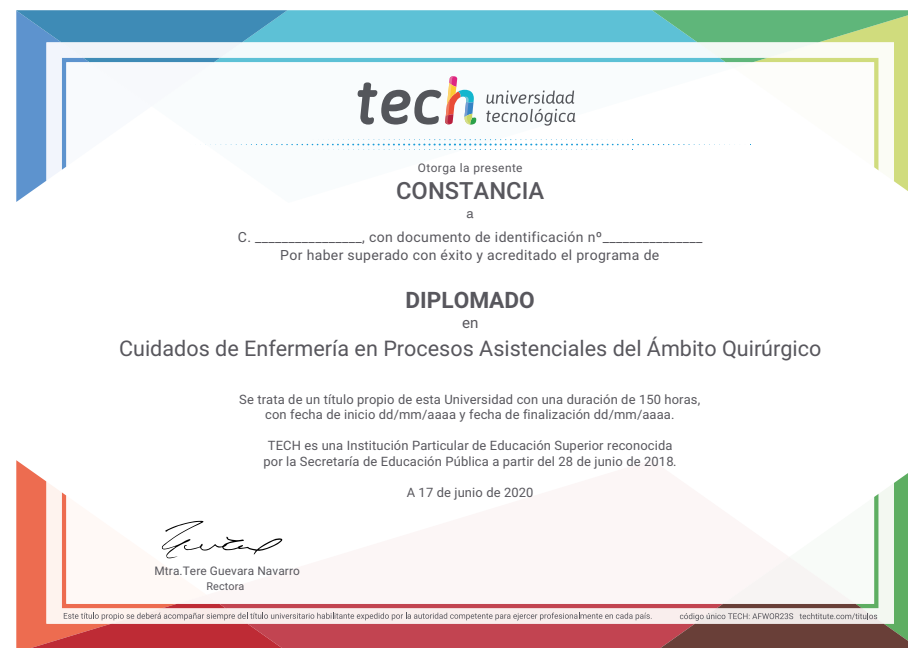 tech universidad
tecnológica
Otorga la presente
CONSTANCIA
a
C. ________________, con documento de identificación nº_______________
Por haber superado con éxito y acreditado el programa de
DIPLOMADO
en
Cuidados de Enfermería en Procesos Asistenciales del Ámbito Quirúrgico
Se trata de un título propio de esta Universidad con una duración de 150 horas,
con fecha de inicio dd/mm/aaaa y fecha de finalización dd/mm/aaaa.
TECH es una Institución Particular de Educación Superior reconocida
por la Secretaría de Educación Pública a partir del 28 de junio de 2018.
A 17 de junio de 2020
Mtra.Tere Guevara Navarro
Rectora
Este título propio se deberá acompañar siempre del título universitario habilitante expedido por la autoridad competente para ejercer profesionalmente en cada país. código único TECH: AFWOR23S techtitute.com/titulos